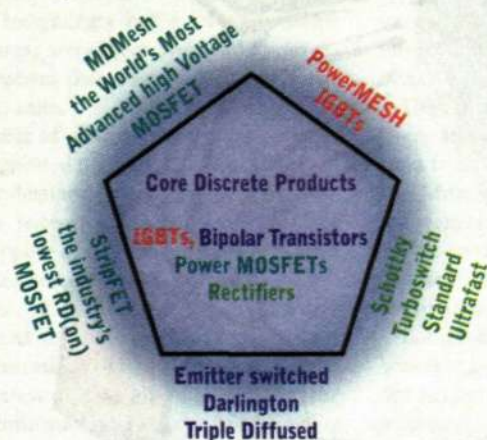 MDMesh
the World's Most
Advanced high Voltage
MOSFET
PowerMESH
IGBTs
Core Discrete Products
IGBTs, Bipolar Transistors
Power MOSFETs
Rectifiers
StripFET
the industry's
lowest RD(on)
MOSFET
Schottky
Turboswitch
Standard
Ultrafast
Emitter switched
Darlington
Triple Diffused